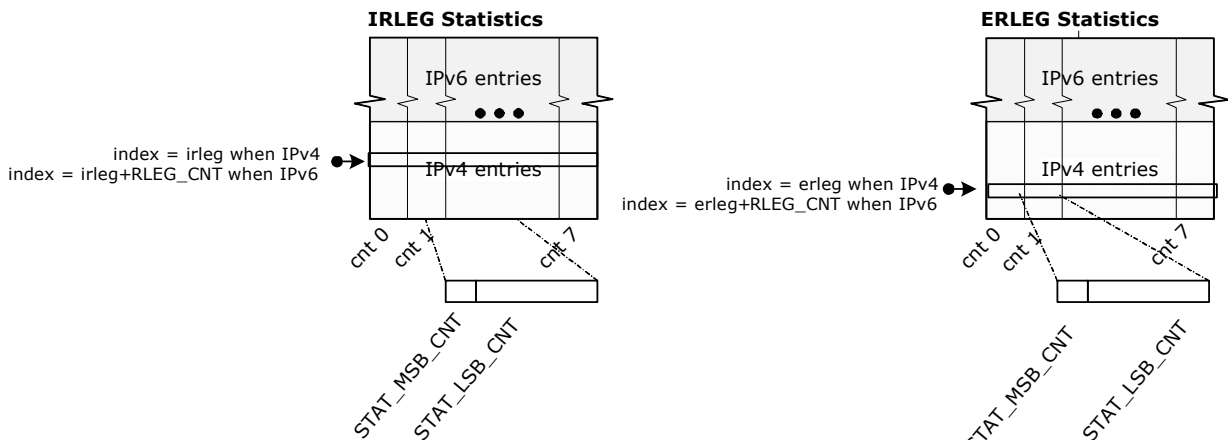 IRLEG Statistics
IPv6 entries
index = irleg when IPv4
index = irleg+RLEG_CNT when IPv6
IPv4 entries
cnt 0
cnt 1
cnt 7
STAT_MSB_CNT
STAT_LSB_CNT
ERLEG Statistics
IPv6 entries
IPv4 entries
index = erleg when IPv4
index = erleg+RLEG_CNT when IPv6
cnt 0
cnt 1
cnt 7
STAT_MSB_CNT
STAT_LSB_CNT